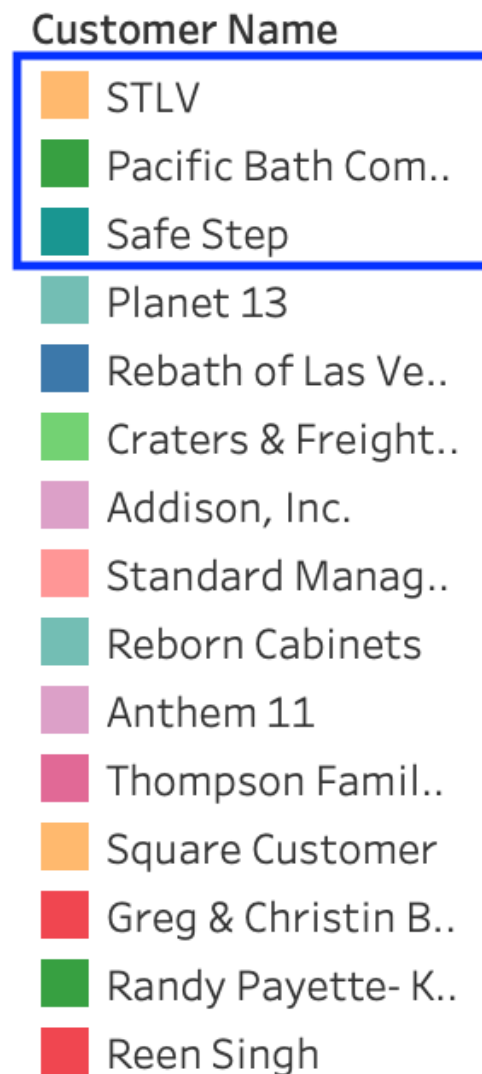 Customer Name
STLV
Pacific Bath Com..
Safe Step
Planet 13
Rebath of Las Ve..
Craters & Freight..
Addison, Inc.
Standard Manag..
Reborn Cabinets
Anthem 11
Thompson Famil..
Square Customer
Greg & Christin B..
Randy Payette- K..
Reen Singh